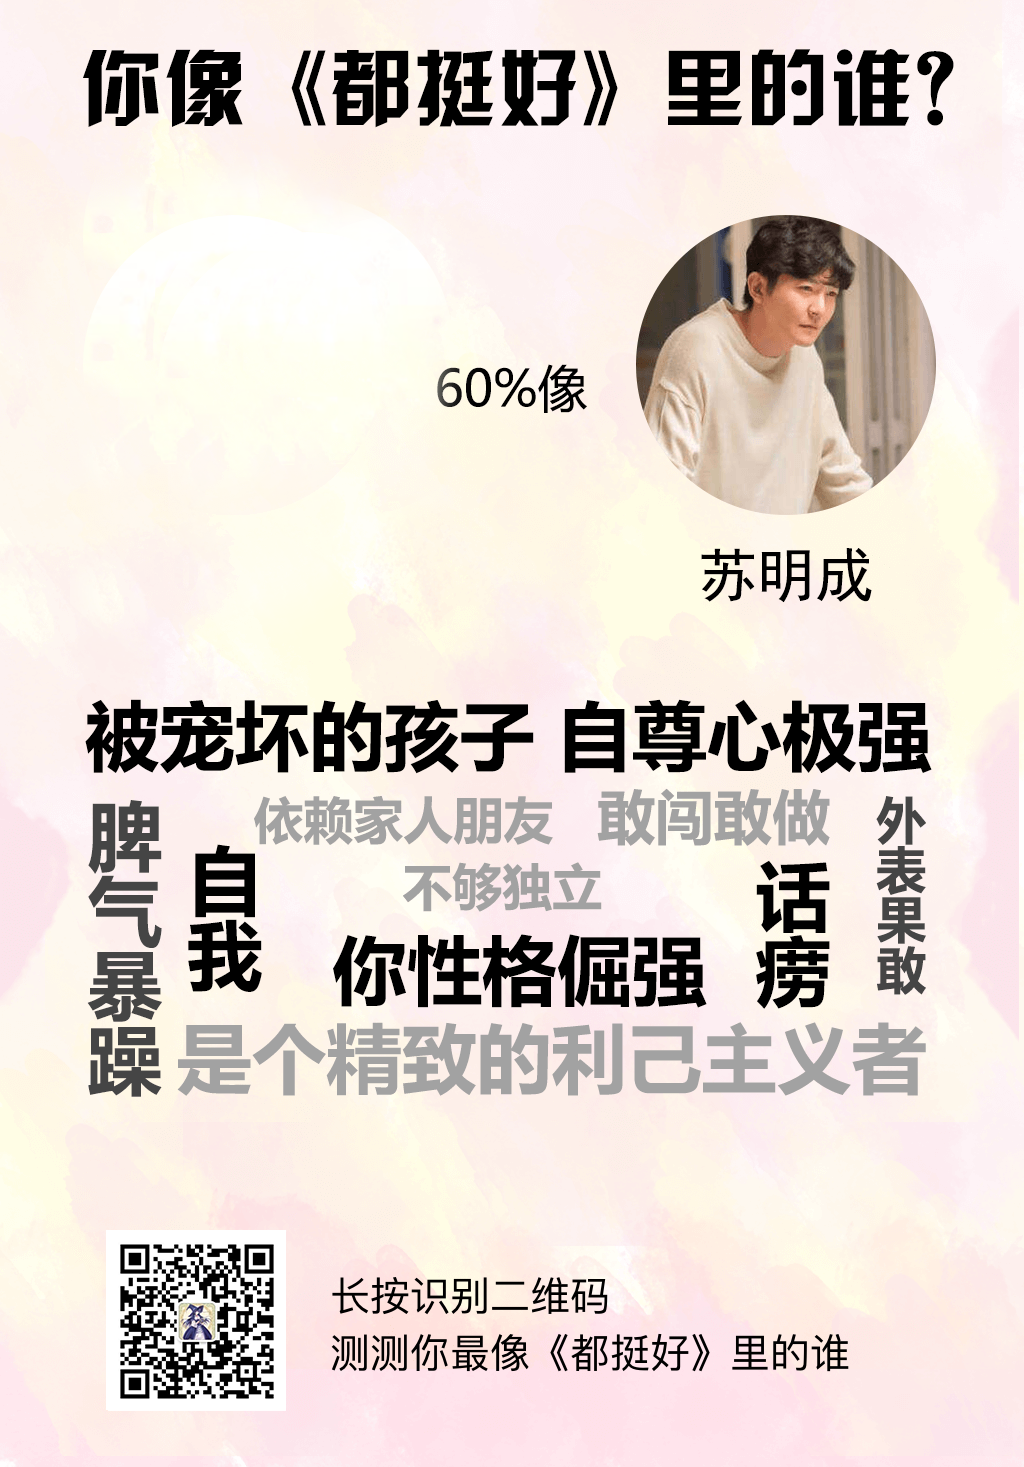 你像《都挺好》里的谁?
60%像
苏明成
被宠坏的孩子 自尊心极强
脾气暴躁
自我
依赖家人朋友 敢闯敢做
不够独立
话痨
外表果敢
你性格倔强
是个精致的利己主义者
长按识别二维码
测测你最像《都挺好》里的谁